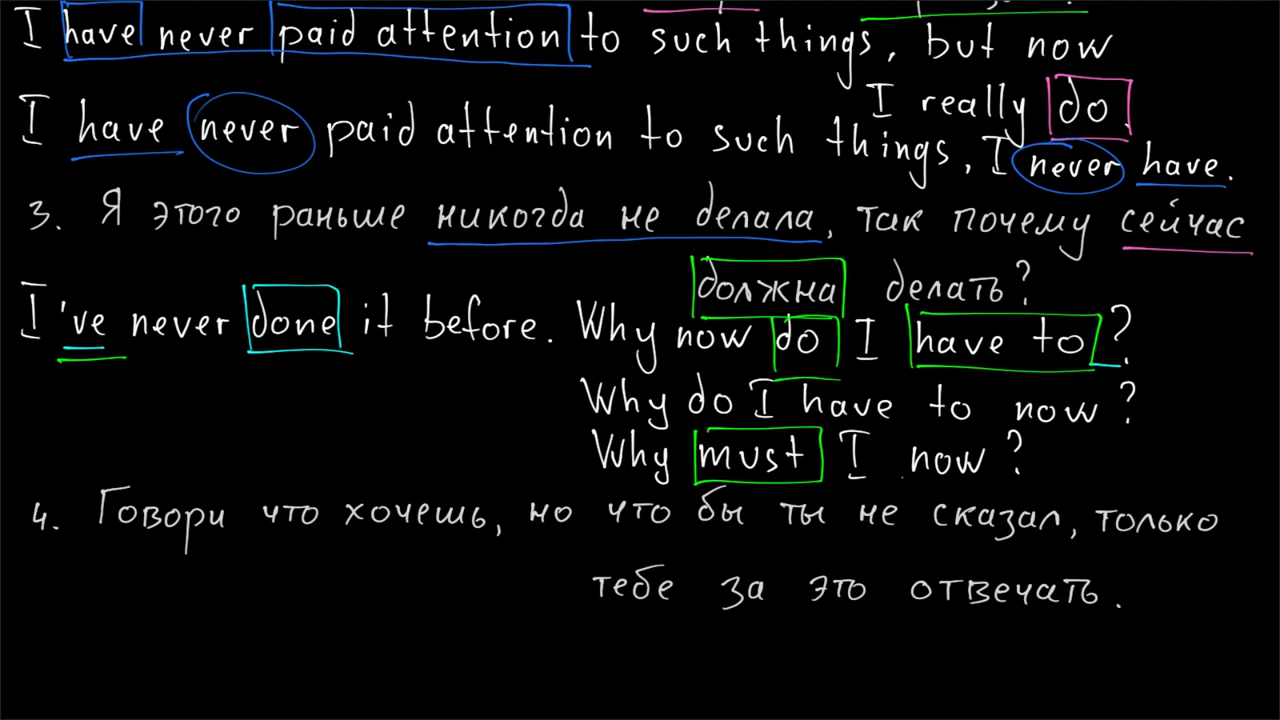 I have never paid attention to such things, but now
I really do.
I have never paid attention to such things, I never have.
3. Я этого раньше никогда не делала, так почему сейчас
должна делать?
I've never done it before. Why now do I have to?
Why do I have to now?
Why must I now?
4. Говори что хочешь, но что бы ты не сказал, только
тебе за это отвечать.